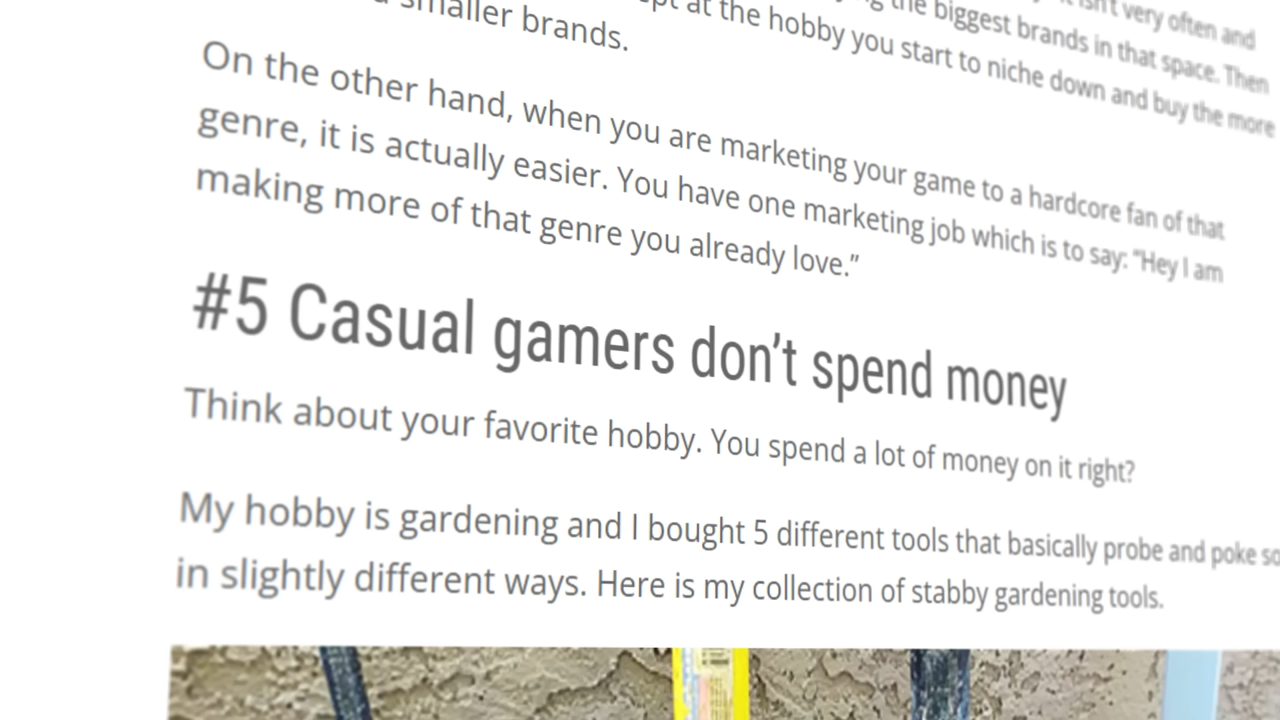 isn't very often and
the biggest brands in that space. Then
at the hobby you start to niche down and buy the more
smaller brands.
On the other hand, when you are marketing your game to a hardcore fan of that
genre, it is actually easier. You have one marketing job which is to say: “Hey I am
making more of that genre you already love.”
#5 Casual gamers don’t spend money
Think about your favorite hobby. You spend a lot of money on it right?
My hobby is gardening and I bought 5 different tools that basically probe and poke
in slightly different ways. Here is my collection of stabby gardening tools.